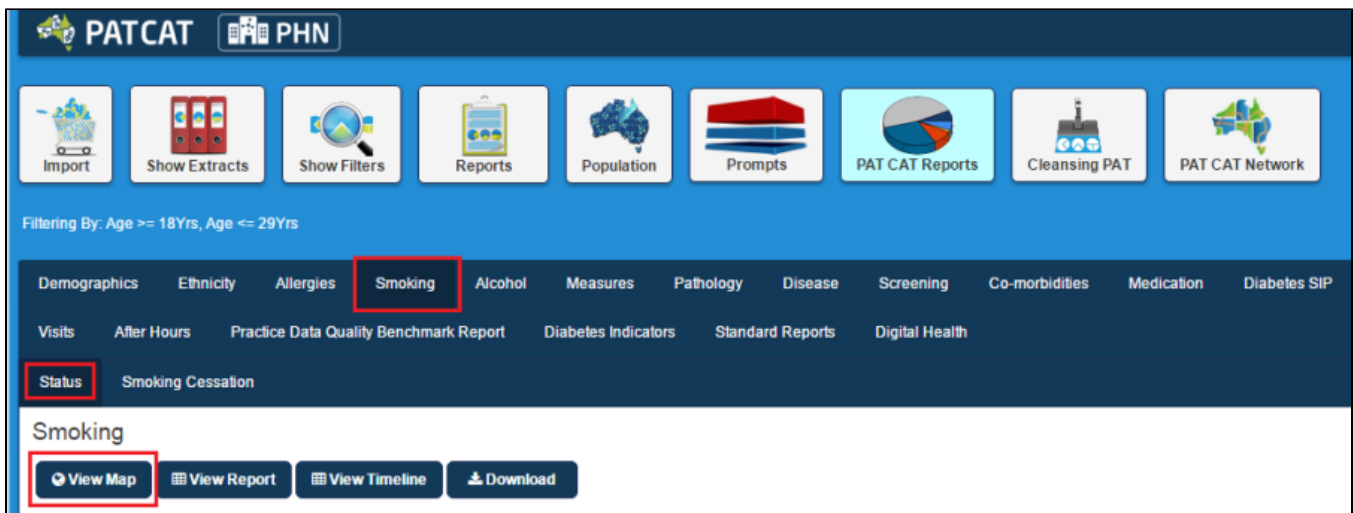 PATCAT PHN
Import Show Extracts Show Filters Reports Population Prompts PAT CAT Reports Cleansing PAT PAT CAT Network
Filtering By: Age >= 18Yrs, Age <= 29Yrs
Demographics Ethnicity Allergies Smoking Alcohol Measures Pathology Disease Screening Co-morbidities Medication Diabetes SIP
Visits After Hours Practice Data Quality Benchmark Report Diabetes Indicators Standard Reports Digital Health
Status Smoking Cessation
Smoking
View Map View Report View Timeline Download